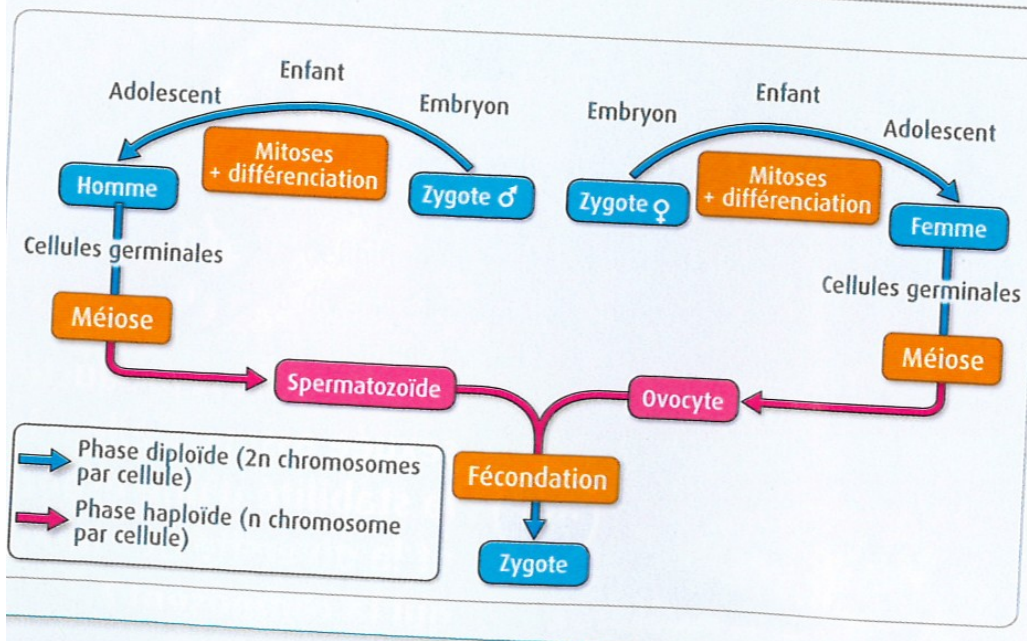 Enfant
Adolescent
Embryon
Mitoses
+ différenciation
Homme
Zygote ♂
Cellules germinales
Méiose
Spermatozoïde
Enfant
Embryon
Adolescent
Mitoses
+ différenciation
Zygote ♀
Femme
Cellules germinales
Méiose
Ovocyte
Fécondation
Zygote
Phase diploïde (2n chromosomes
par cellule)
Phase haploïde (n chromosome
par cellule)